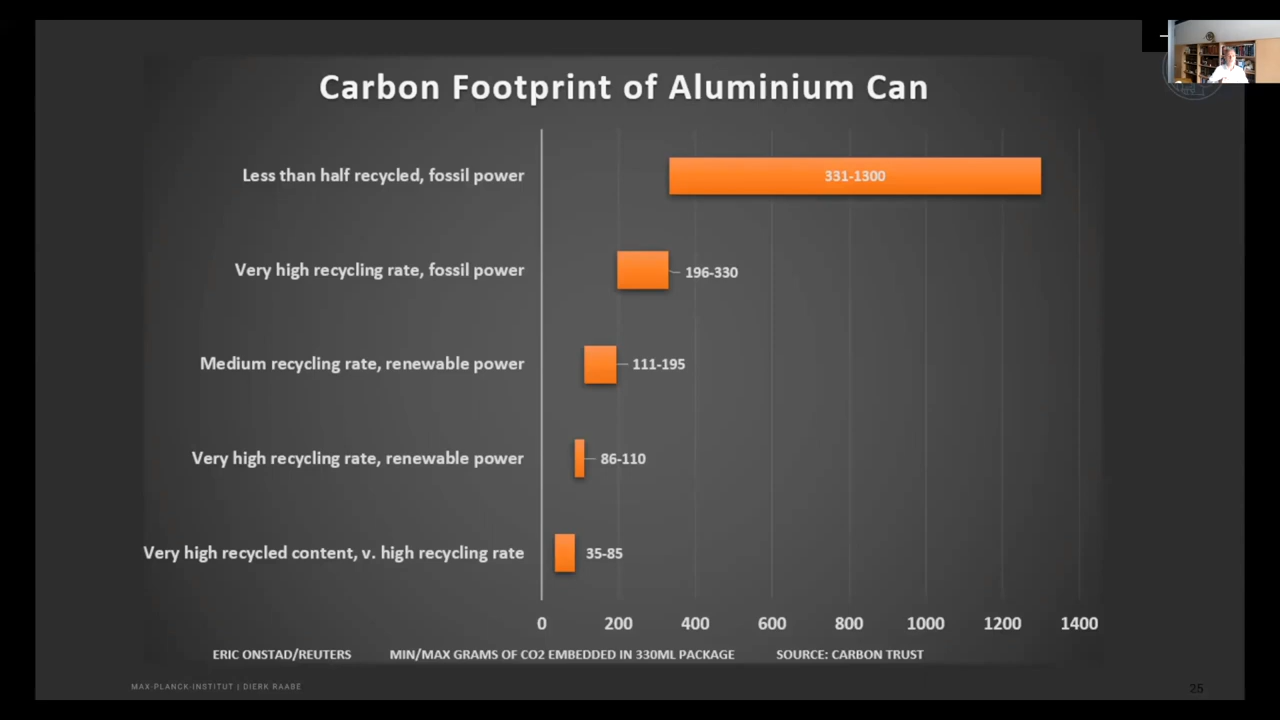 Carbon Footprint of Aluminium Can
Less than half recycled, fossil power
331-1300
Very high recycling rate, fossil power
196-330
Medium recycling rate, renewable power
111-195
Very high recycling rate, renewable power
86-110
Very high recycled content, v. high recycling rate
35-85
0 200 400 600 800 1000 1200 1400
ERIC ONSTAD/REUTERS MIN/MAX GRAMS OF CO2 EMBEDDED IN 330ML PACKAGE SOURCE: CARBON TRUST
MAX-PLANCK-INSTITUT | DIERK RAABE
25